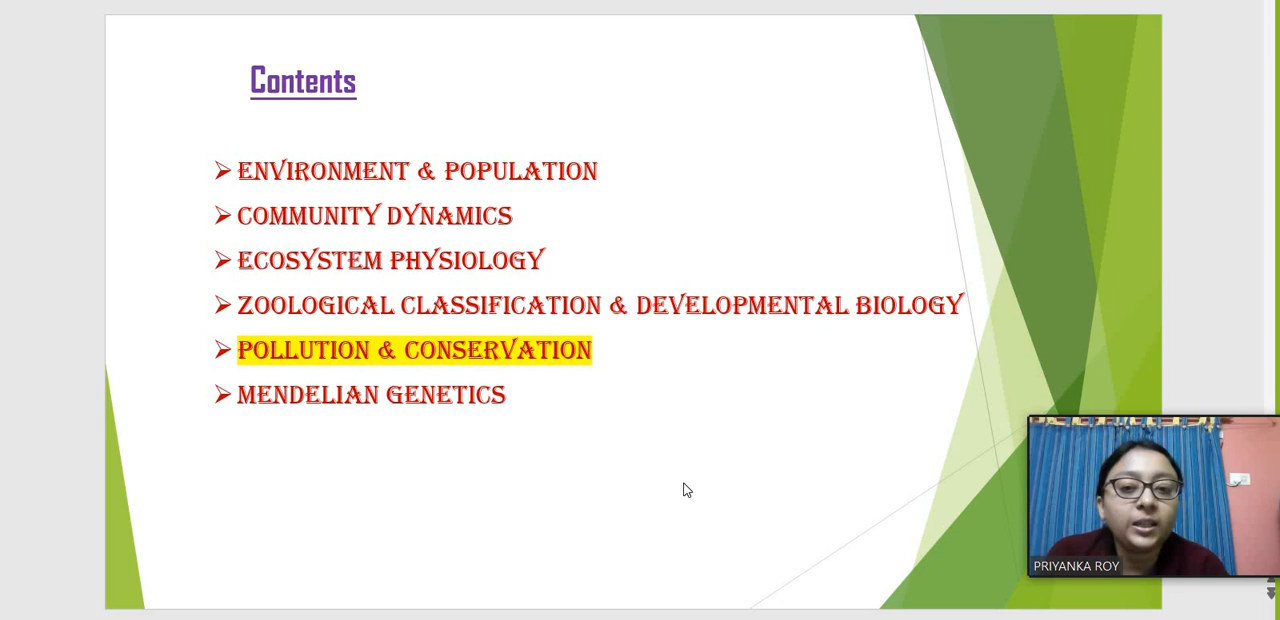 Contents
ENVIRONMENT & POPULATION
COMMUNITY DYNAMICS
ECOSYSTEM PHYSIOLOGY
ZOOLOGICAL CLASSIFICATION & DEVELOPMENTAL BIOLOGY
POLLUTION & CONSERVATION
MENDELIAN GENETICS
PRIYANKA ROY